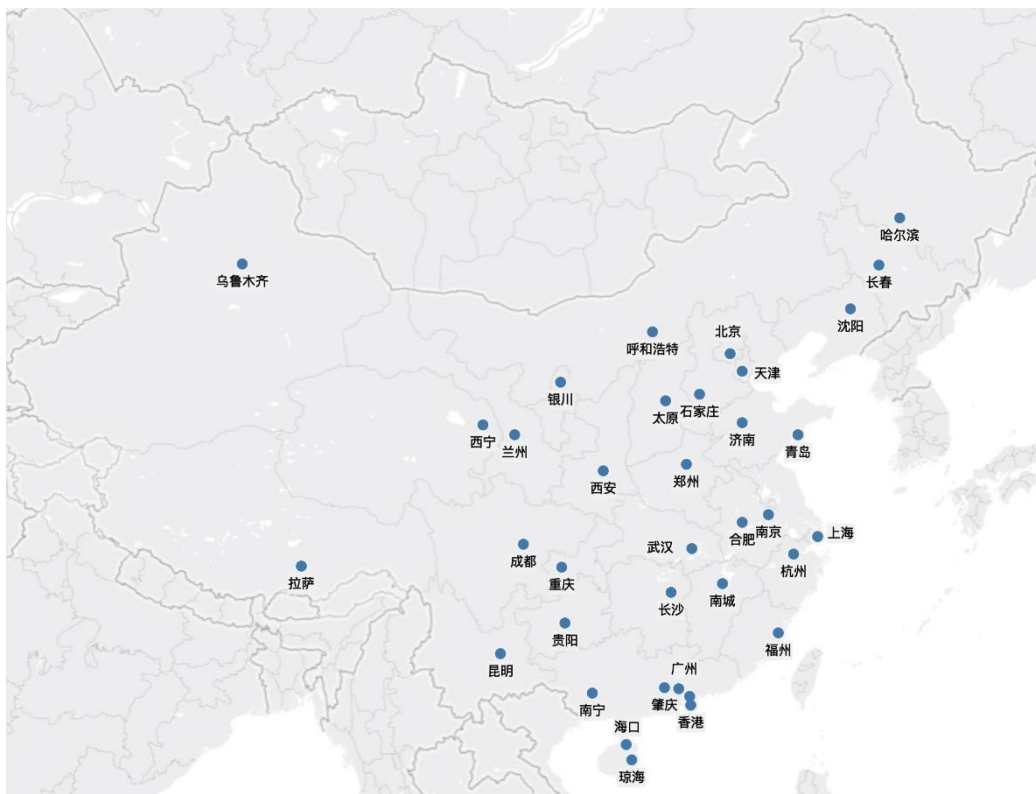 哈尔滨
乌鲁木齐
长春
沈阳
北京
呼和浩特
天津
银川
太原
石家庄
西宁
兰州
济南
青岛
郑州
西安
南京
合肥
上海
武汉
成都
杭州
重庆
拉萨
长沙
南城
贵阳
福州
昆明
广州
肇庆
南宁
香港
海口
琼海